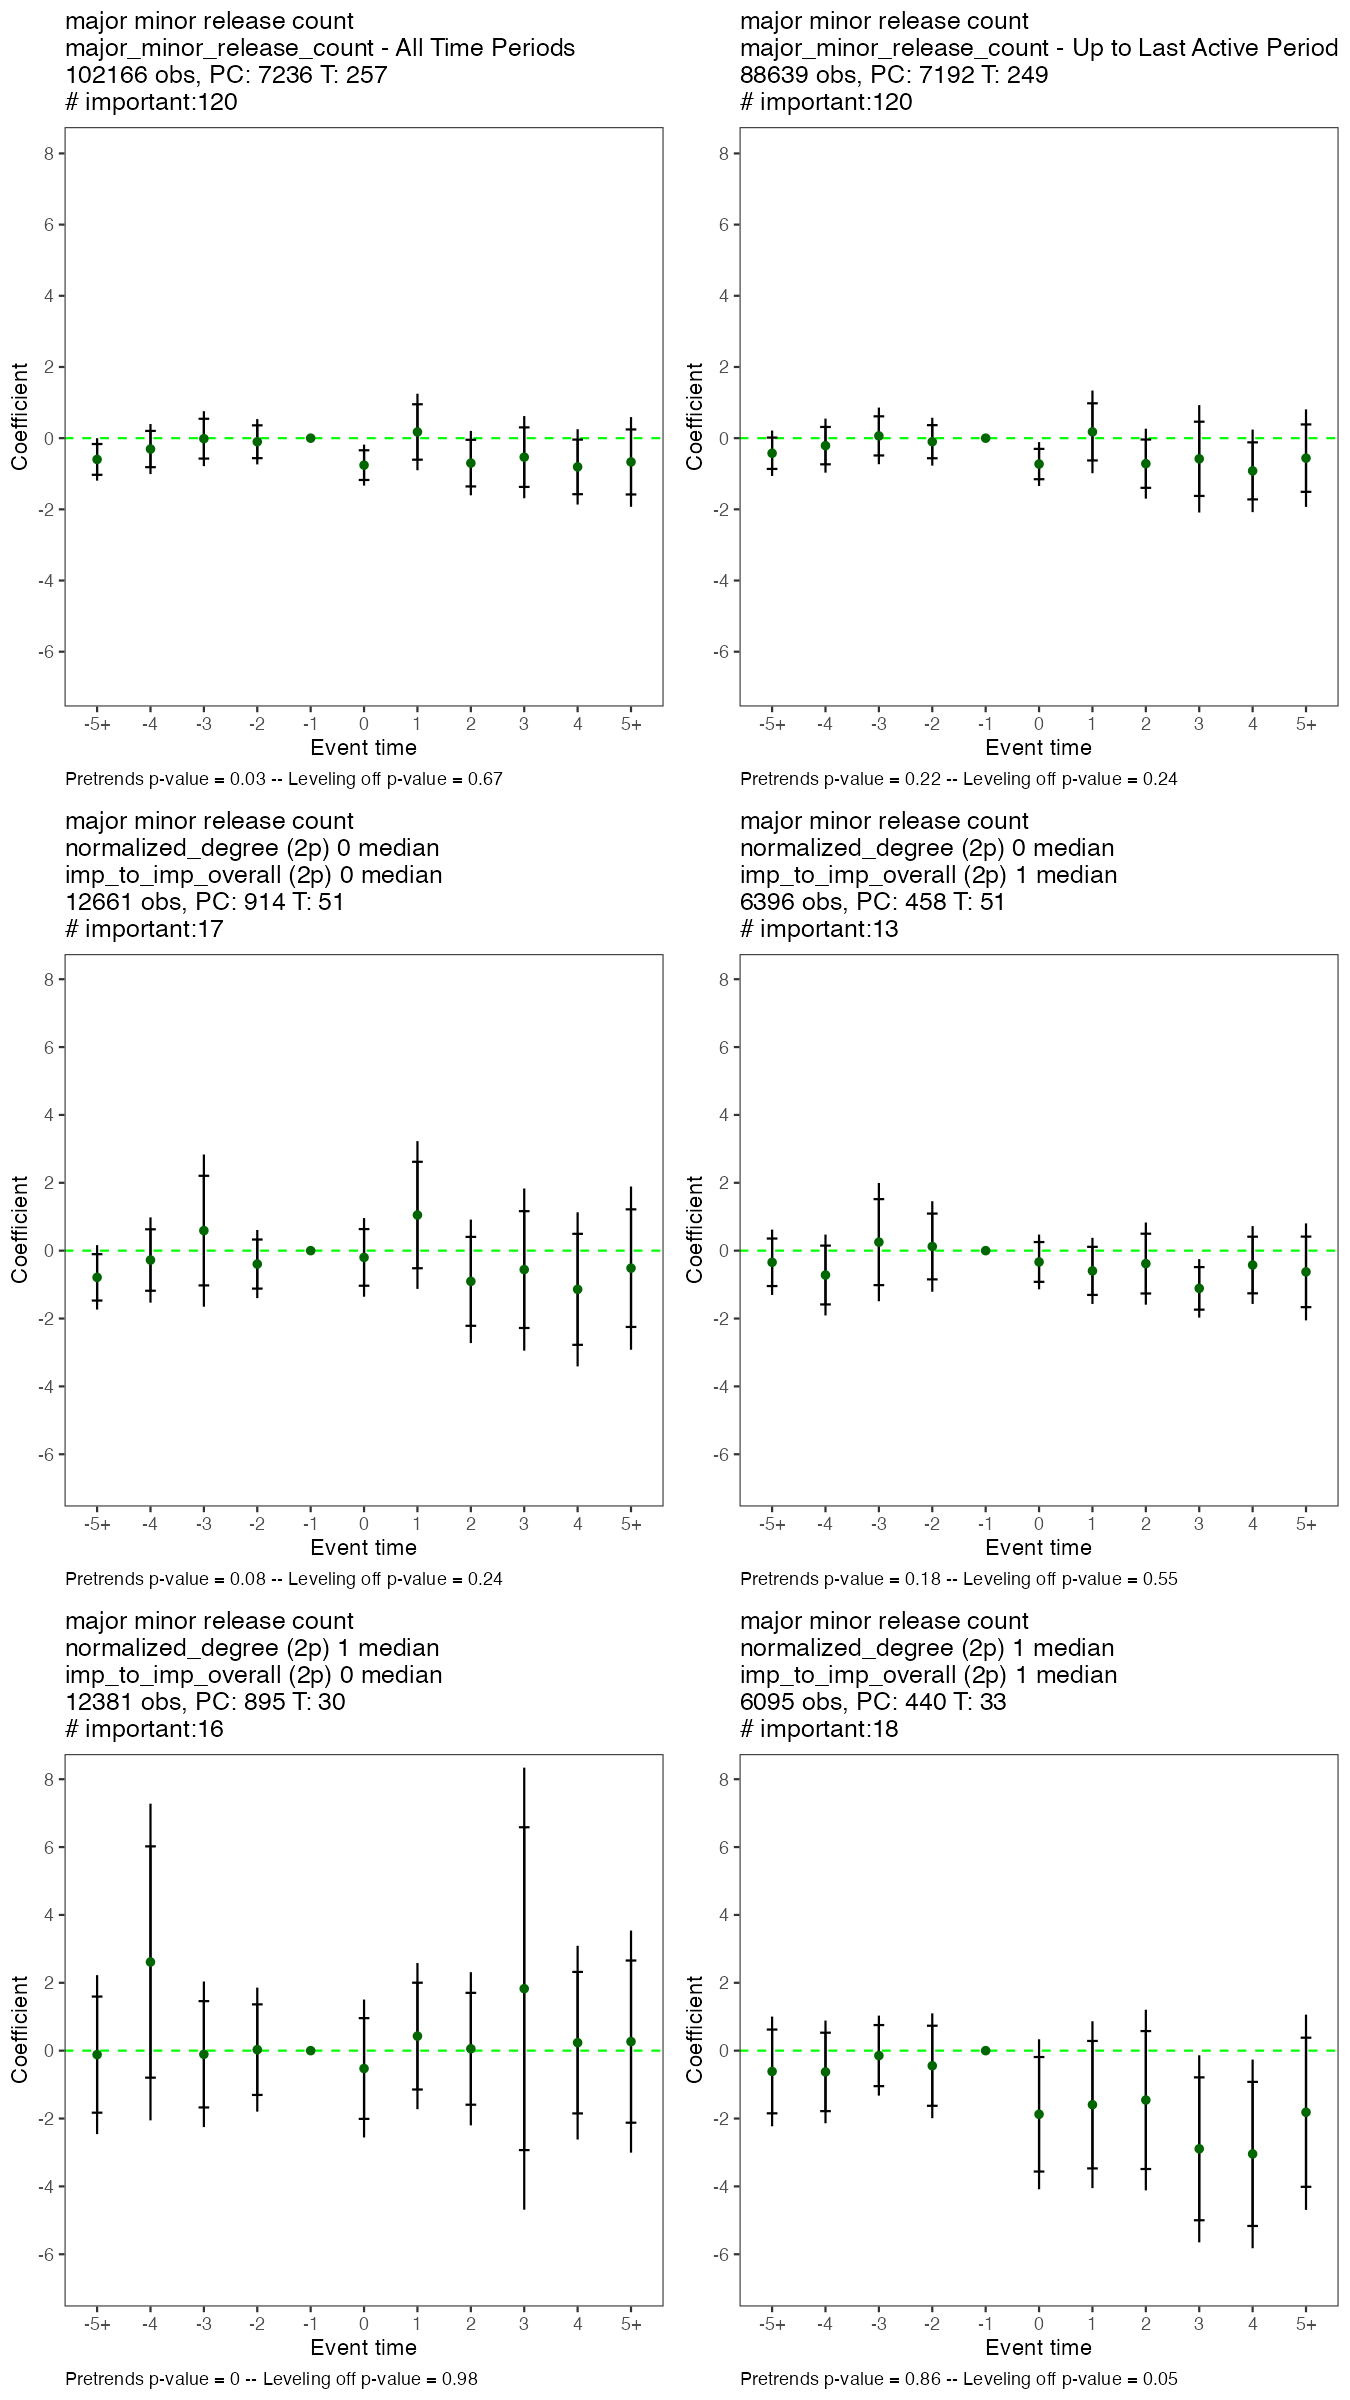 major minor release count
major_minor_release_count - All Time Periods
102166 obs, PC: 7236 T: 257
# important:120
8
6
4
2
0
-2
-4
-6
Coefficient
-5+ -4 -3 -2 -1 0 1 2 3 4 5+
Event time
Pretrends p-value = 0.03 -- Leveling off p-value = 0.67
major minor release count
major_minor_release_count - Up to Last Active Period
88639 obs, PC: 7192 T: 249
# important:120
8
6
4
2
0
-2
-4
-6
Coefficient
-5+ -4 -3 -2 -1 0 1 2 3 4 5+
Event time
Pretrends p-value = 0.22 -- Leveling off p-value = 0.24
major minor release count
normalized_degree (2p) 0 median
imp_to_imp_overall (2p) 0 median
12661 obs, PC: 914 T: 51
# important:17
8
6
4
2
0
-2
-4
-6
Coefficient
-5+ -4 -3 -2 -1 0 1 2 3 4 5+
Event time
Pretrends p-value = 0.08 -- Leveling off p-value = 0.24
major minor release count
normalized_degree (2p) 0 median
imp_to_imp_overall (2p) 1 median
6396 obs, PC: 458 T: 51
# important:13
8
6
4
2
0
-2
-4
-6
Coefficient
-5+ -4 -3 -2 -1 0 1 2 3 4 5+
Event time
Pretrends p-value = 0.18 -- Leveling off p-value = 0.55
major minor release count
normalized_degree (2p) 1 median
imp_to_imp_overall (2p) 0 median
12381 obs, PC: 895 T: 30
# important:16
8
6
4
2
0
-2
-4
-6
Coefficient
-5+ -4 -3 -2 -1 0 1 2 3 4 5+
Event time
Pretrends p-value = 0 -- Leveling off p-value = 0.98
major minor release count
normalized_degree (2p) 1 median
imp_to_imp_overall (2p) 1 median
6095 obs, PC: 440 T: 33
# important:18
8
6
4
2
0
-2
-4
-6
Coefficient
-5+ -4 -3 -2 -1 0 1 2 3 4 5+
Event time
Pretrends p-value = 0.86 -- Leveling off p-value = 0.05